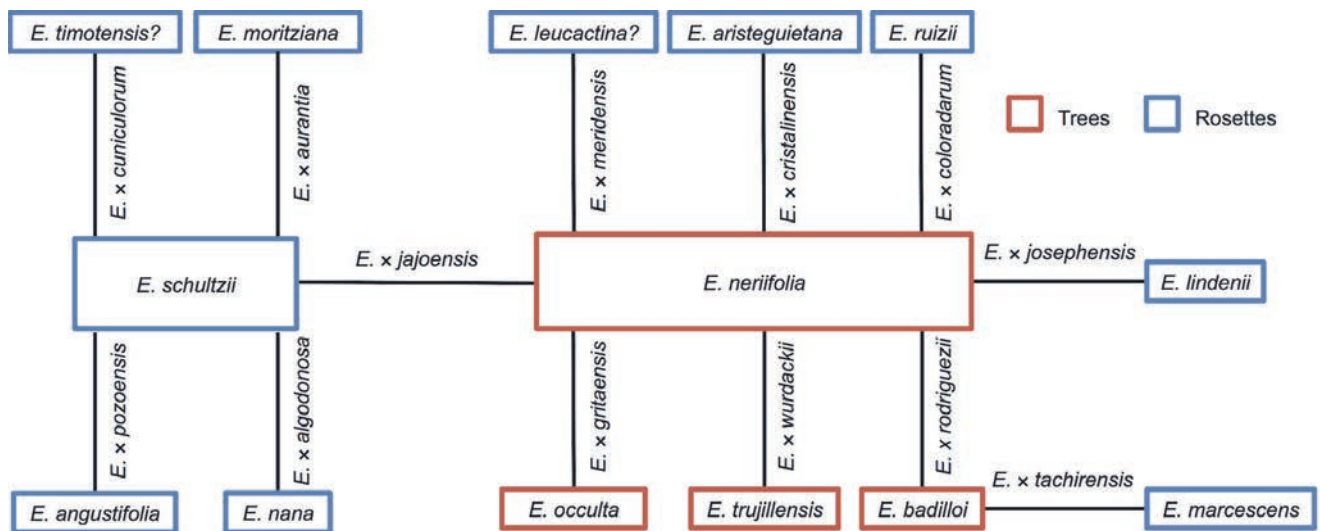 E. timotensis?
E. moritziana
E. leucactina?
E. aristeguietana
E. ruizii
Trees
Rosettes
E. × cuniculorum
E. × aurantia
E. × meridensis
E. × cristalinensis
E. × coloradarum
E. schultzii
E. × jajoensis
E. neriifolia
E. × josephensis
E. lindenii
E. × pozoensis
E. × algodonosa
E. × gritaensis
E. × wurdackii
E. x rodriguezii
E. angustifolia
E. nana
E. occulta
E. trujillensis
E. badilloi
E. × tachirensis
E. marcescens